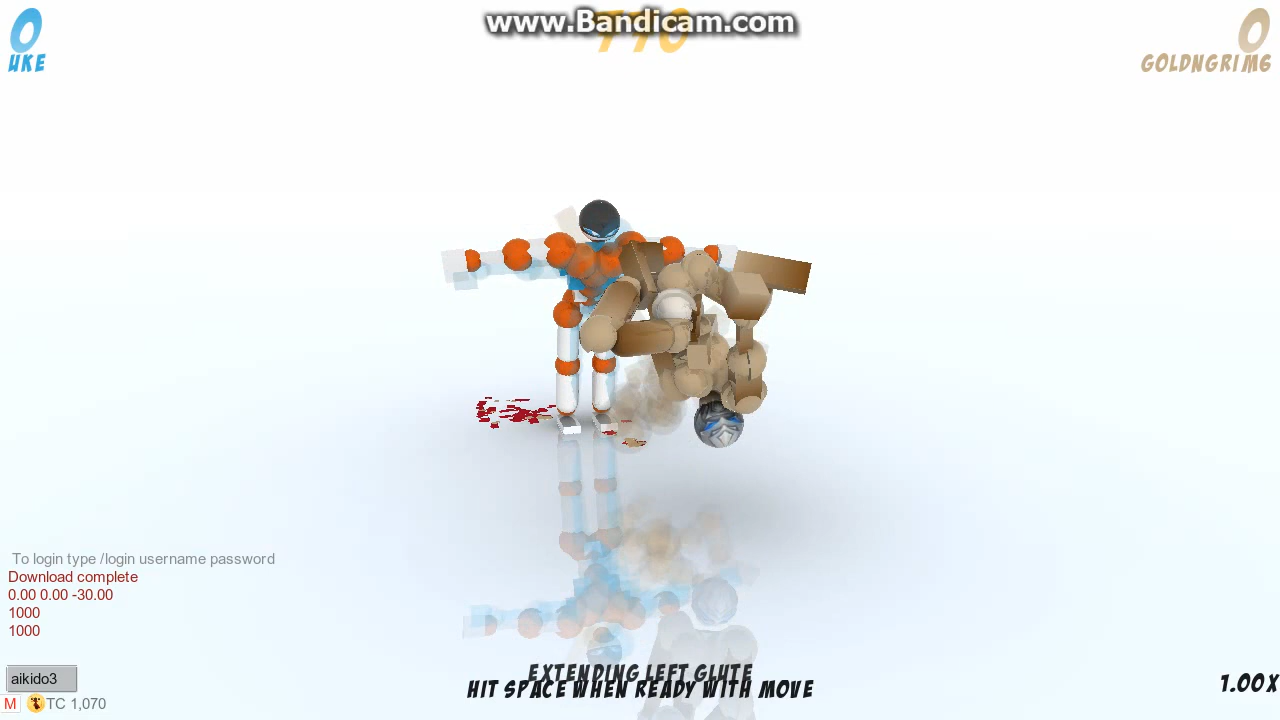 www.Bandicam.com
0
0
UKE
GOLDNGRIM6
To login type /login username password
Download complete
0.00 0.00 -30.00
1000
1000
EXTENDING LEFT GLUTE
HIT SPACE WHEN READY WITH MOVE
1.00X
aikido3
M
TC 1,070